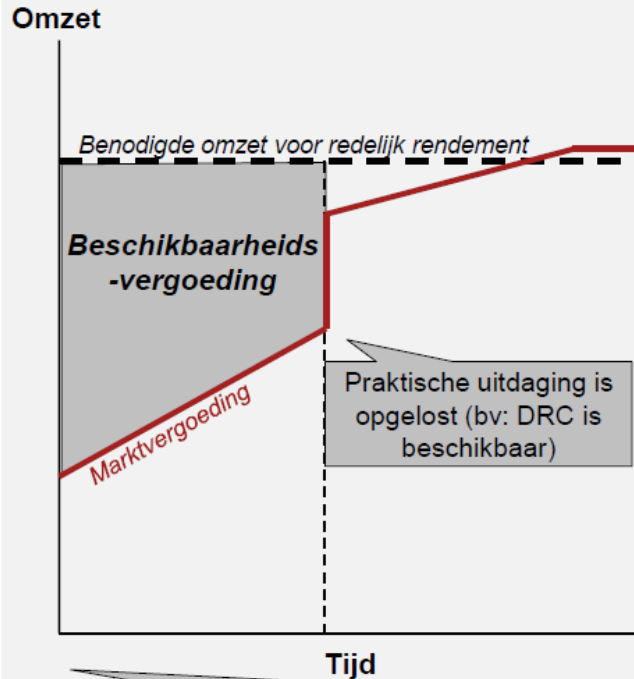 Omzet
Benodigde omzet voor redelijk rendement
Beschikbaarheids
-vergoeding
Marktvergoeding
Praktische uitdaging is
opgelost (bv: DRC is
beschikbaar)
Tijd